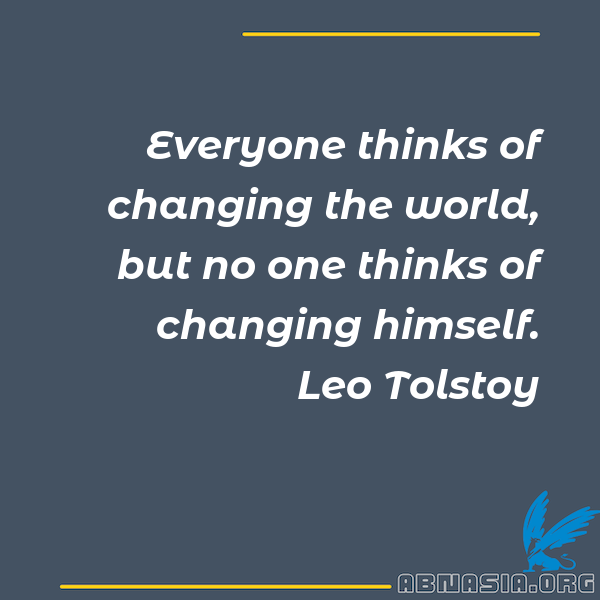 Everyone thinks of
changing the world,
but no one thinks of
changing himself.
Leo Tolstoy
ABNASIA.ORG